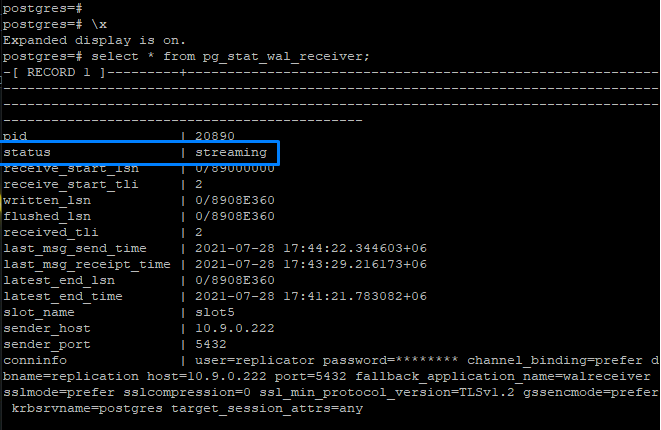 postgres=#
postgres=# \x
Expanded display is on.
postgres=# select * from pg_stat_wal_receiver;
-[ RECORD 1 ]---------+-----------------------------------------------------------
-----------------------------------------------------------------------------------
-----------------------------------------------------------------------------------
----------------------------------------------
pid                   | 20890
status                | streaming
receive_start_lsn     | 0/89000000
receive_start_tli     | 2
written_lsn           | 0/8908E360
flushed_lsn           | 0/8908E360
received_tli          | 2
last_msg_send_time    | 2021-07-28 17:44:22.344603+06
last_msg_receipt_time | 2021-07-28 17:43:29.216173+06
latest_end_lsn        | 0/8908E360
latest_end_time       | 2021-07-28 17:41:21.783082+06
slot_name             | slot5
sender_host           | 10.9.0.222
sender_port           | 5432
conninfo              | user=replicator password=******** channel_binding=prefer d
bname=replication host=10.9.0.222 port=5432 fallback_application_name=walreceiver
sslmode=prefer sslcompression=0 ssl_min_protocol_version=TLSv1.2 gssencmode=prefer
 krbsrvname=postgres target_session_attrs=any